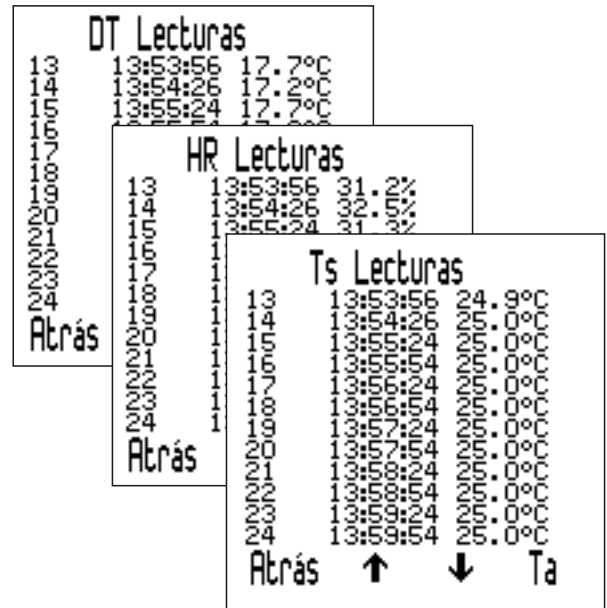 DT Lecturas
13 13:53:56 17.7°C
14 13:54:26 17.2°C
15 13:55:24 17.7°C
16
17
18
19
20
21
22
23
24
Atrás
HR Lecturas
13 13:53:56 31.2%
14 13:54:26 32.5%
15 13:55:24 31.3%
16
17
18
19
20
21
22
23
24
Atrás
Ts Lecturas
13 13:53:56 24.9°C
14 13:54:26 25.0°C
15 13:55:24 25.0°C
16 13:55:54 25.0°C
17 13:56:24 25.0°C
18 13:56:54 25.0°C
19 13:57:24 25.0°C
20 13:57:54 25.0°C
21 13:58:24 25.0°C
22 13:58:54 25.0°C
23 13:59:24 25.0°C
24 13:59:54 25.0°C
Atrás ↑ ↓ Ta